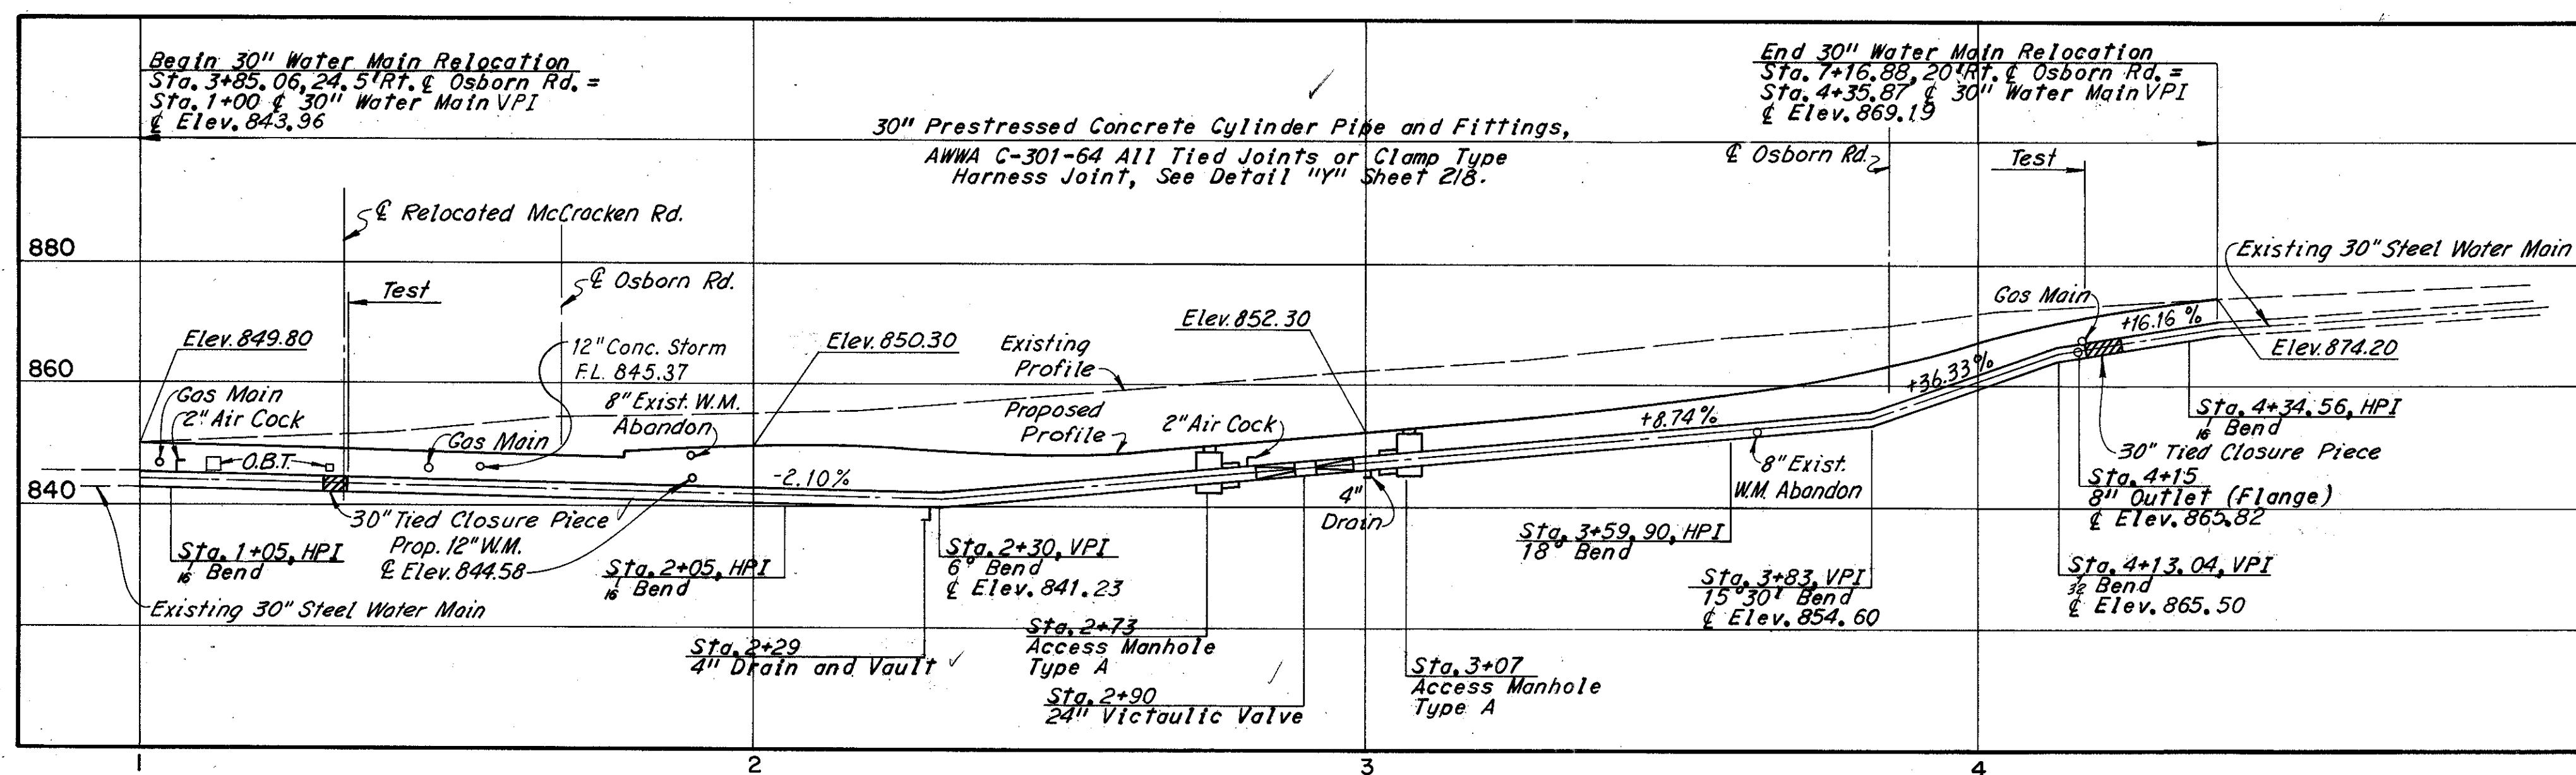 Begin 30" Water Main Relocation
Sta. 3+85.06, 24.5' Rt. ℄ Osborn Rd. =
Sta. 1+00 ℄ 30" Water Main VPI
℄ Elev. 843.96
End 30" Water Main Relocation
Sta. 7+16.88, 20' Rt. ℄ Osborn Rd. =
Sta. 4+35.87 ℄ 30" Water Main VPI
℄ Elev. 869.19
30" Prestressed Concrete Cylinder Pipe and Fittings,
AWWA C-301-64 All Tied Joints or Clamp Type
Harness Joint, See Detail "Y" Sheet 218.
℄ Osborn Rd.
Test
℄ Relocated McCracken Rd.
880
℄ Osborn Rd.
Test
Existing 30" Steel Water Main
Gas Main
Elev. 849.80
12" Conc. Storm
F.L. 845.37
Elev. 850.30
Elev. 852.30
Existing
Profile
+16.16 %
Elev. 874.20
860
Gas Main
2" Air Cock
8" Exist. W.M.
Abandon
Gas Main
O.B.T.
Proposed
Profile
2" Air Cock
+8.74 %
+36.33 %
Sta. 4+34.56, HPI
1/16 Bend
30" Tied Closure Piece
840
-2.10 %
4"
Drain
8" Exist.
W.M. Abandon
Sta. 4+15
8" Outlet (Flange)
℄ Elev. 865.82
30" Tied Closure Piece
Prop. 12" W.M.
℄ Elev. 844.58
Sta. 1+05, HPI
1/16 Bend
Sta. 2+05, HPI
1/16 Bend
Sta. 2+30, VPI
6° Bend
℄ Elev. 841.23
Sta. 3+59.90, HPI
18° Bend
Sta. 3+83, VPI
15°30' Bend
℄ Elev. 854.60
Sta. 4+13.04, VPI
1/32 Bend
℄ Elev. 865.50
Existing 30" Steel Water Main
Sta. 2+29
4" Drain and Vault
Sta. 2+73
Access Manhole
Type A
Sta. 2+90
24" Victaulic Valve
Sta. 3+07
Access Manhole
Type A
1
2
3
4